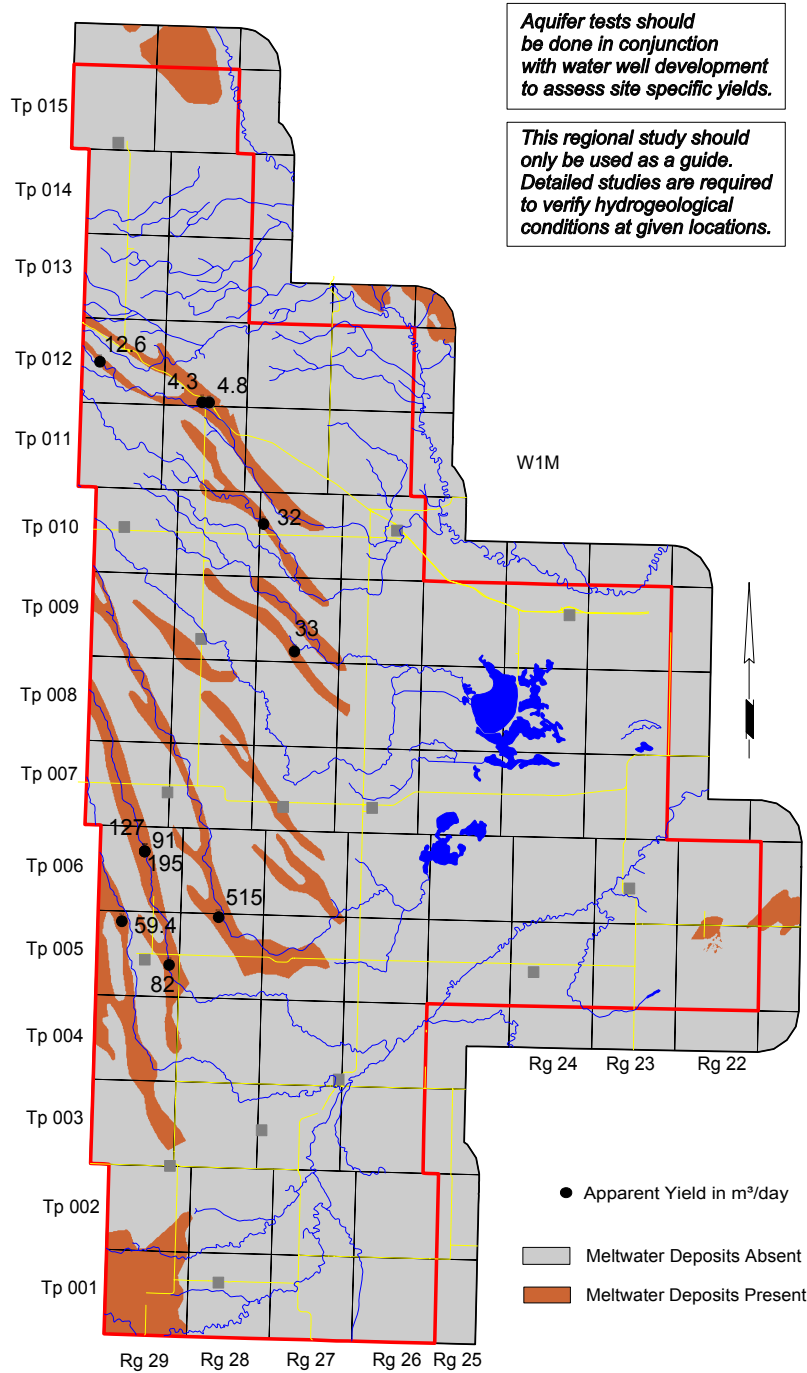 Aquifer tests should
be done in conjunction
with water well development
to assess site specific yields.
This regional study should
only be used as a guide.
Detailed studies are required
to verify hydrogeological
conditions at given locations.
Tp 015
Tp 014
Tp 013
Tp 012
12.6
4.3
4.8
Tp 011
W1M
Tp 010
32
Tp 009
33
Tp 008
Tp 007
127
91
195
Tp 006
515
59.4
Tp 005
82
Tp 004
Rg 24
Rg 23
Rg 22
Tp 003
Tp 002
Apparent Yield in m³/day
Meltwater Deposits Absent
Tp 001
Meltwater Deposits Present
Rg 29
Rg 28
Rg 27
Rg 26
Rg 25